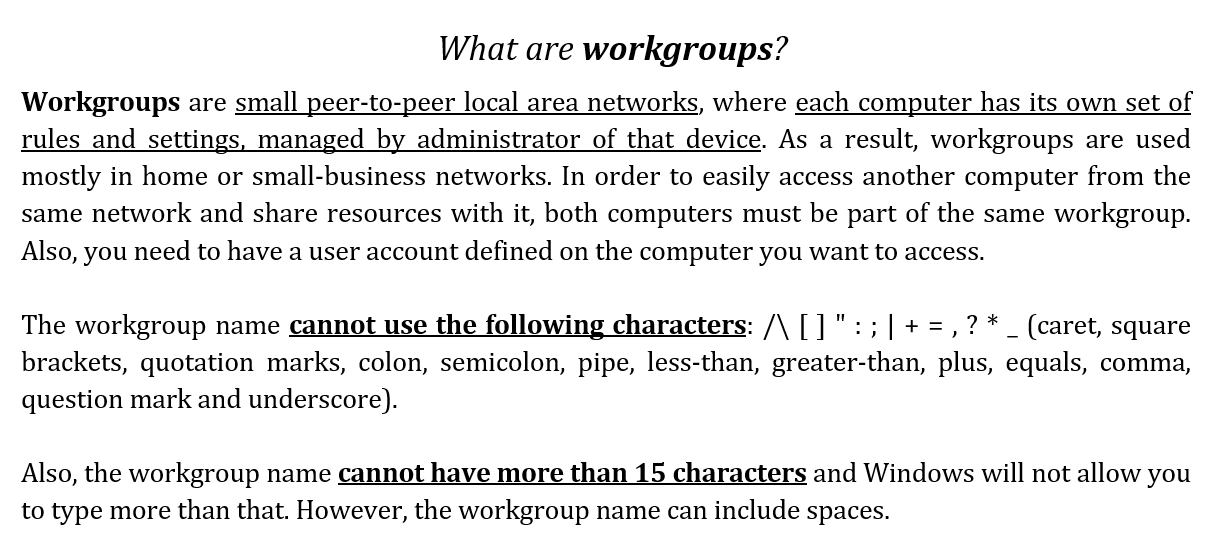 What are workgroups?
Workgroups are small peer-to-peer local area networks, where each computer has its own set of
rules and settings, managed by administrator of that device. As a result, workgroups are used
mostly in home or small-business networks. In order to easily access another computer from the
same network and share resources with it, both computers must be part of the same workgroup.
Also, you need to have a user account defined on the computer you want to access.
The workgroup name cannot use the following characters: /\ [ ] " : ; | + = , ? * _ (caret, square
brackets, quotation marks, colon, semicolon, pipe, less-than, greater-than, plus, equals, comma,
question mark and underscore).
Also, the workgroup name cannot have more than 15 characters and Windows will not allow you
to type more than that. However, the workgroup name can include spaces.